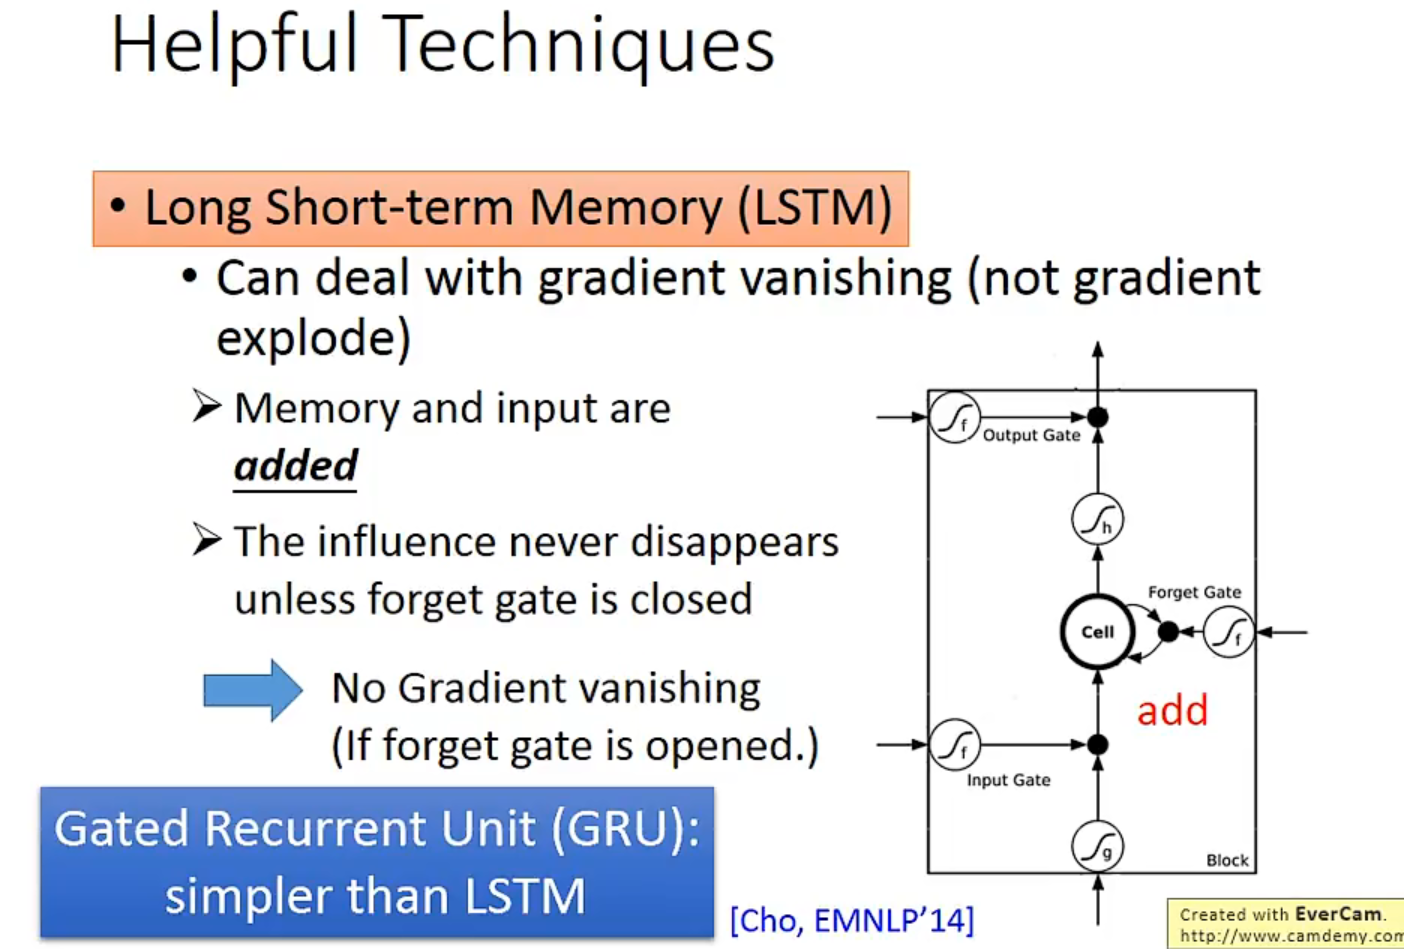 Helpful Techniques
• Long Short-term Memory (LSTM)
• Can deal with gradient vanishing (not gradient
explode)
➢ Memory and input are
added
➢ The influence never disappears
unless forget gate is closed
No Gradient vanishing
(If forget gate is opened.)
Gated Recurrent Unit (GRU):
simpler than LSTM
[Cho, EMNLP’14]
f
Output Gate
h
Forget Gate
Cell
f
add
f
Input Gate
g
Block
Created with EverCam.
http://www.camdemy.com